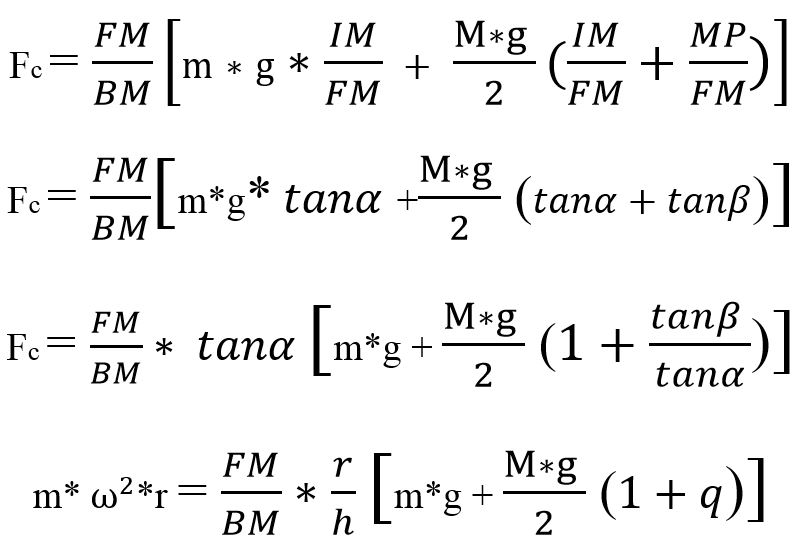 Fc = FM/BM [m * g * IM/FM + M*g/2 (IM/FM + MP/FM)]
Fc = FM/BM [m*g* tanα + M*g/2 (tanα + tanβ)]
Fc = FM/BM * tanα [m*g + M*g/2 (1 + tanβ/tanα)]
m* ω²*r = FM/BM * r/h [m*g + M*g/2 (1 + q)]